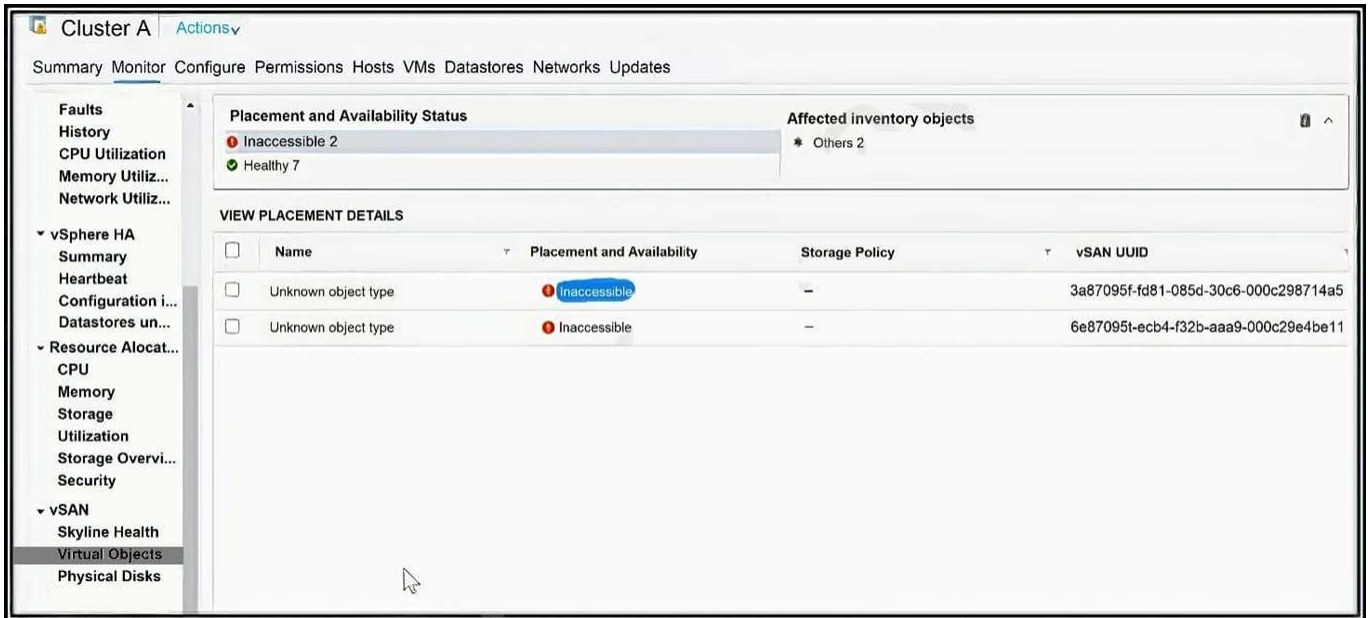 Cluster A Actions
Summary Monitor Configure Permissions Hosts VMs Datastores Networks Updates
Faults
History
CPU Utilization
Memory Utiliz...
Network Utiliz...
vSphere HA
Summary
Heartbeat
Configuration i...
Datastores un...
Resource Alocat...
CPU
Memory
Storage
Utilization
Storage Overvi...
Security
vSAN
Skyline Health
Virtual Objects
Physical Disks
Placement and Availability Status
Inaccessible 2
Healthy 7
Affected inventory objects
Others 2
VIEW PLACEMENT DETAILS
Name Placement and Availability Storage Policy vSAN UUID
Unknown object type Inaccessible – 3a87095f-fd81-085d-30c6-000c298714a5
Unknown object type Inaccessible – 6e87095t-ecb4-f32b-aaa9-000c29e4be11